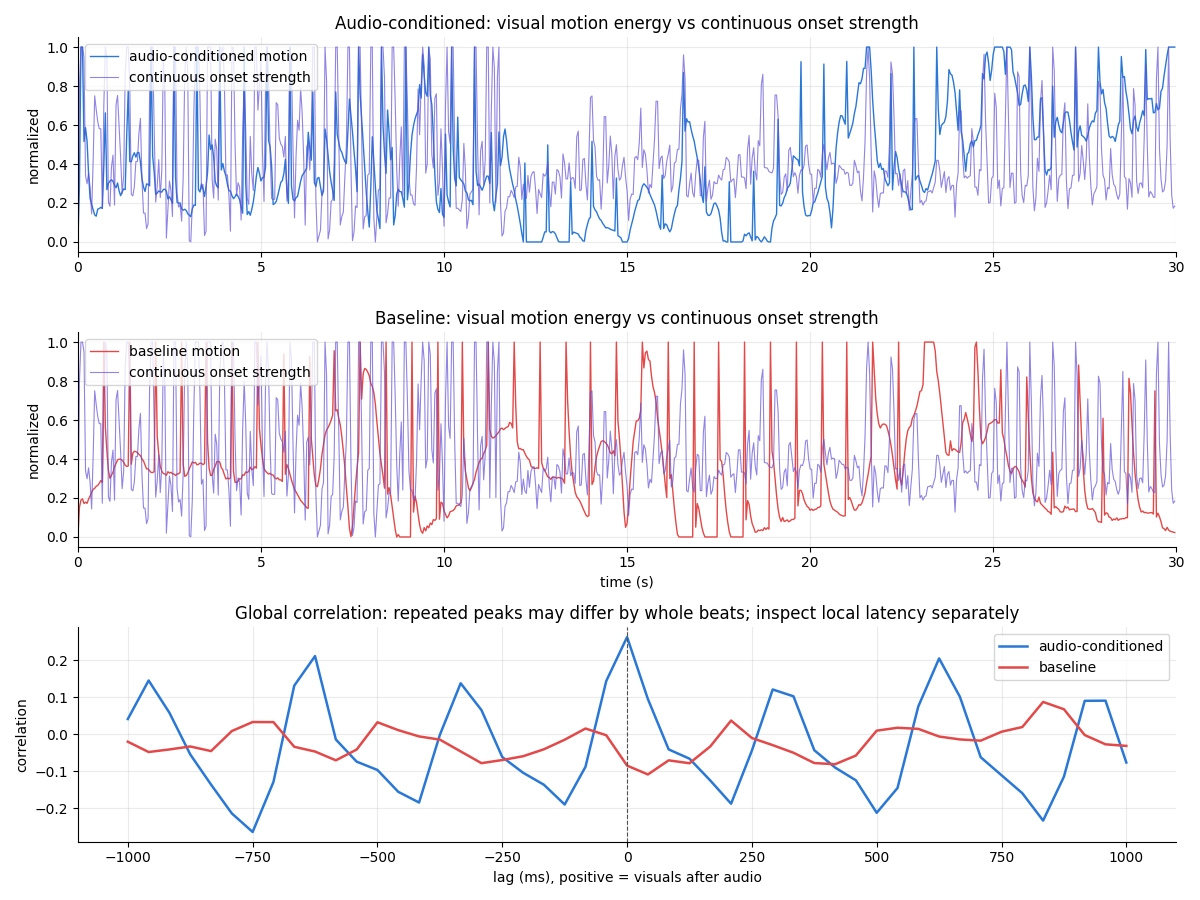 Audio-conditioned: visual motion energy vs continuous onset strength
normalized
1.0
0.8
0.6
0.4
0.2
0.0
audio-conditioned motion
continuous onset strength
0 5 10 15 20 25 30
Baseline: visual motion energy vs continuous onset strength
normalized
1.0
0.8
0.6
0.4
0.2
0.0
baseline motion
continuous onset strength
0 5 10 15 20 25 30
time (s)
Global correlation: repeated peaks may differ by whole beats; inspect local latency separately
correlation
0.2
0.1
0.0
−0.1
−0.2
audio-conditioned
baseline
−1000 −750 −500 −250 0 250 500 750 1000
lag (ms), positive = visuals after audio